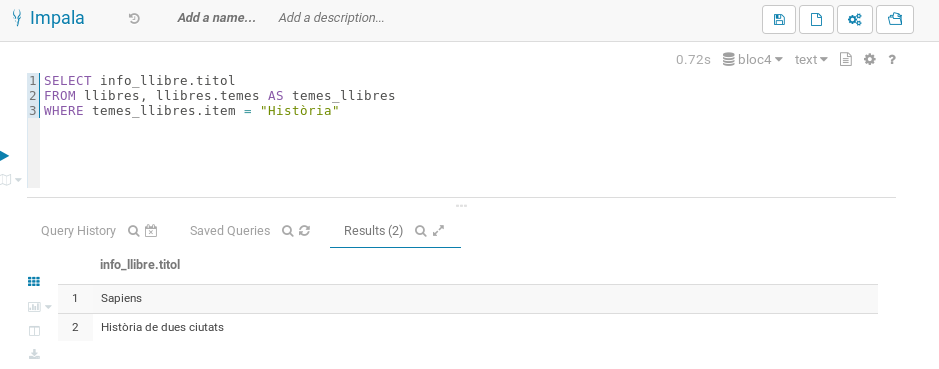 Impala Add a name... Add a description...
0.72s bloc4 text ?
1 SELECT info_llibre.titol
2 FROM llibres, llibres.temes AS temes_llibres
3 WHERE temes_llibres.item = "Història"
Query History Saved Queries Results (2)
info_llibre.titol
1 Sapiens
2 Història de dues ciutats